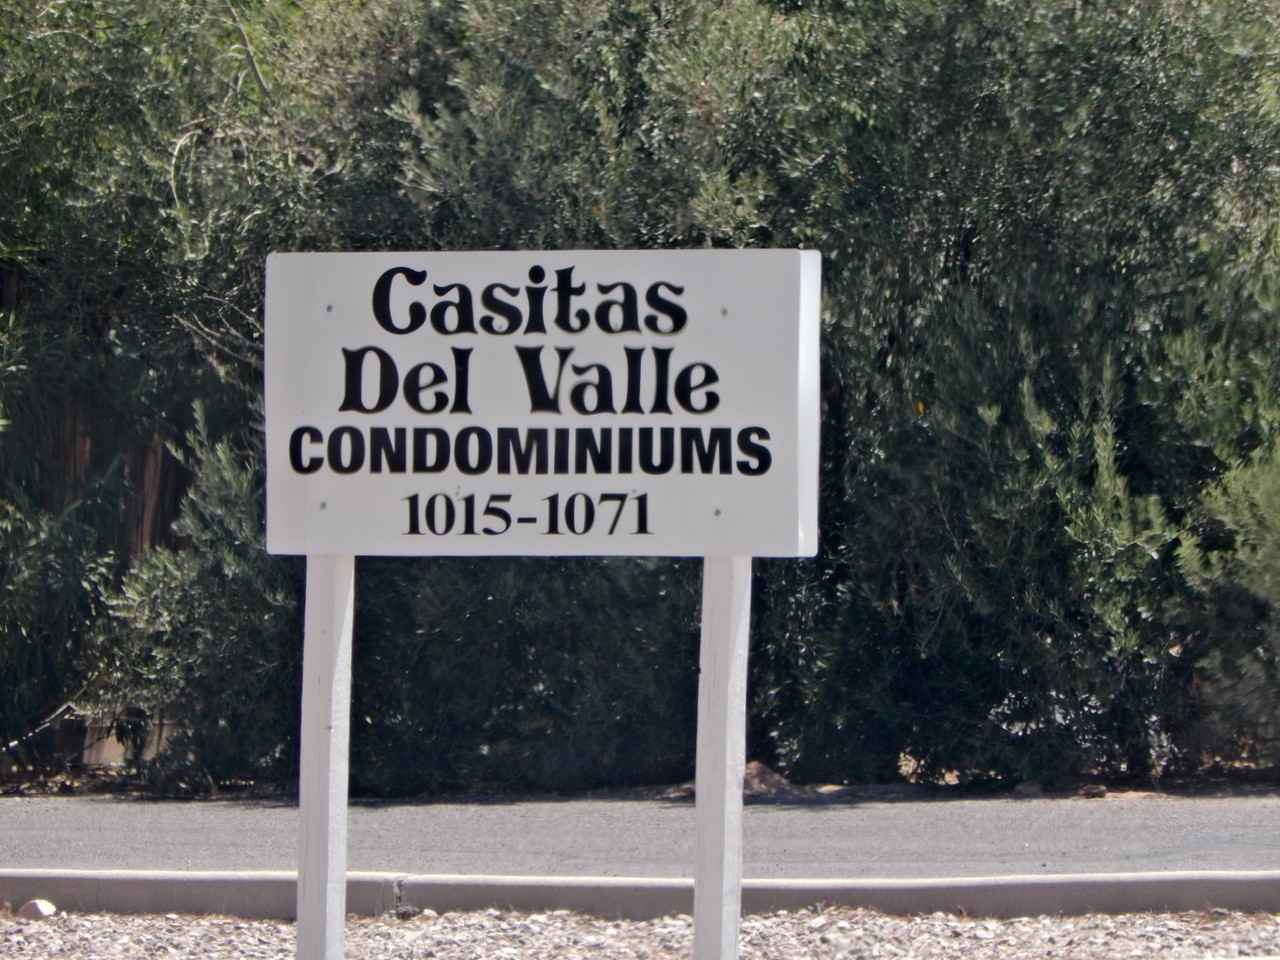 Casitas
Del Valle
CONDOMINIUMS
1015-1071